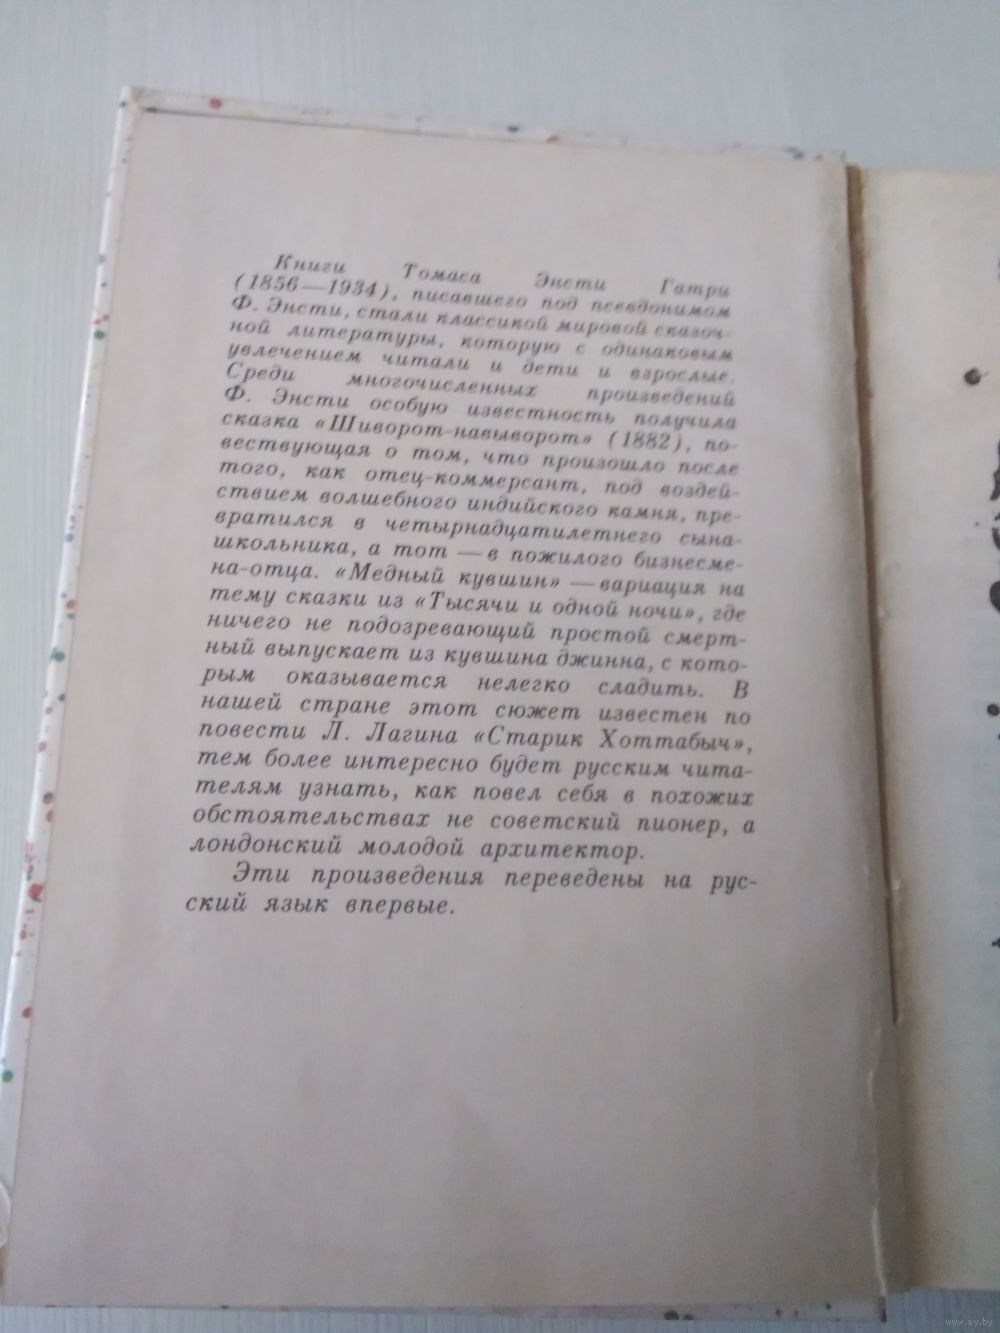 Книги Томаса Энсти Гатри
(1856—1934), писавшего под псевдонимом
Ф. Энсти, стали классикой мировой сказоч-
ной литературы, которую с одинаковым
увлечением читали и дети и взрослые.
Среди многочисленных произведений
Ф. Энсти особую известность получила
сказка «Шиворот-навыворот» (1882), по-
вествующая о том, что произошло после
того, как отец-коммерсант, под воздей-
ствием волшебного индийского камня, пре-
вратился в четырнадцатилетнего сына-
школьника, а тот — в пожилого бизнесме-
на-отца. «Медный кувшин» — вариация на
тему сказки из «Тысячи и одной ночи», где
ничего не подозревающий простой смерт-
ный выпускает из кувшина джинна, с кото-
рым оказывается нелегко сладить. В
нашей стране этот сюжет известен по
повести Л. Лагина «Старик Хоттабыч»,
тем более интересно будет русским чита-
телям узнать, как повел себя в похожих
обстоятельствах не советский пионер, а
лондонский молодой архитектор.
Эти произведения переведены на рус-
ский язык впервые.
www.ay.by